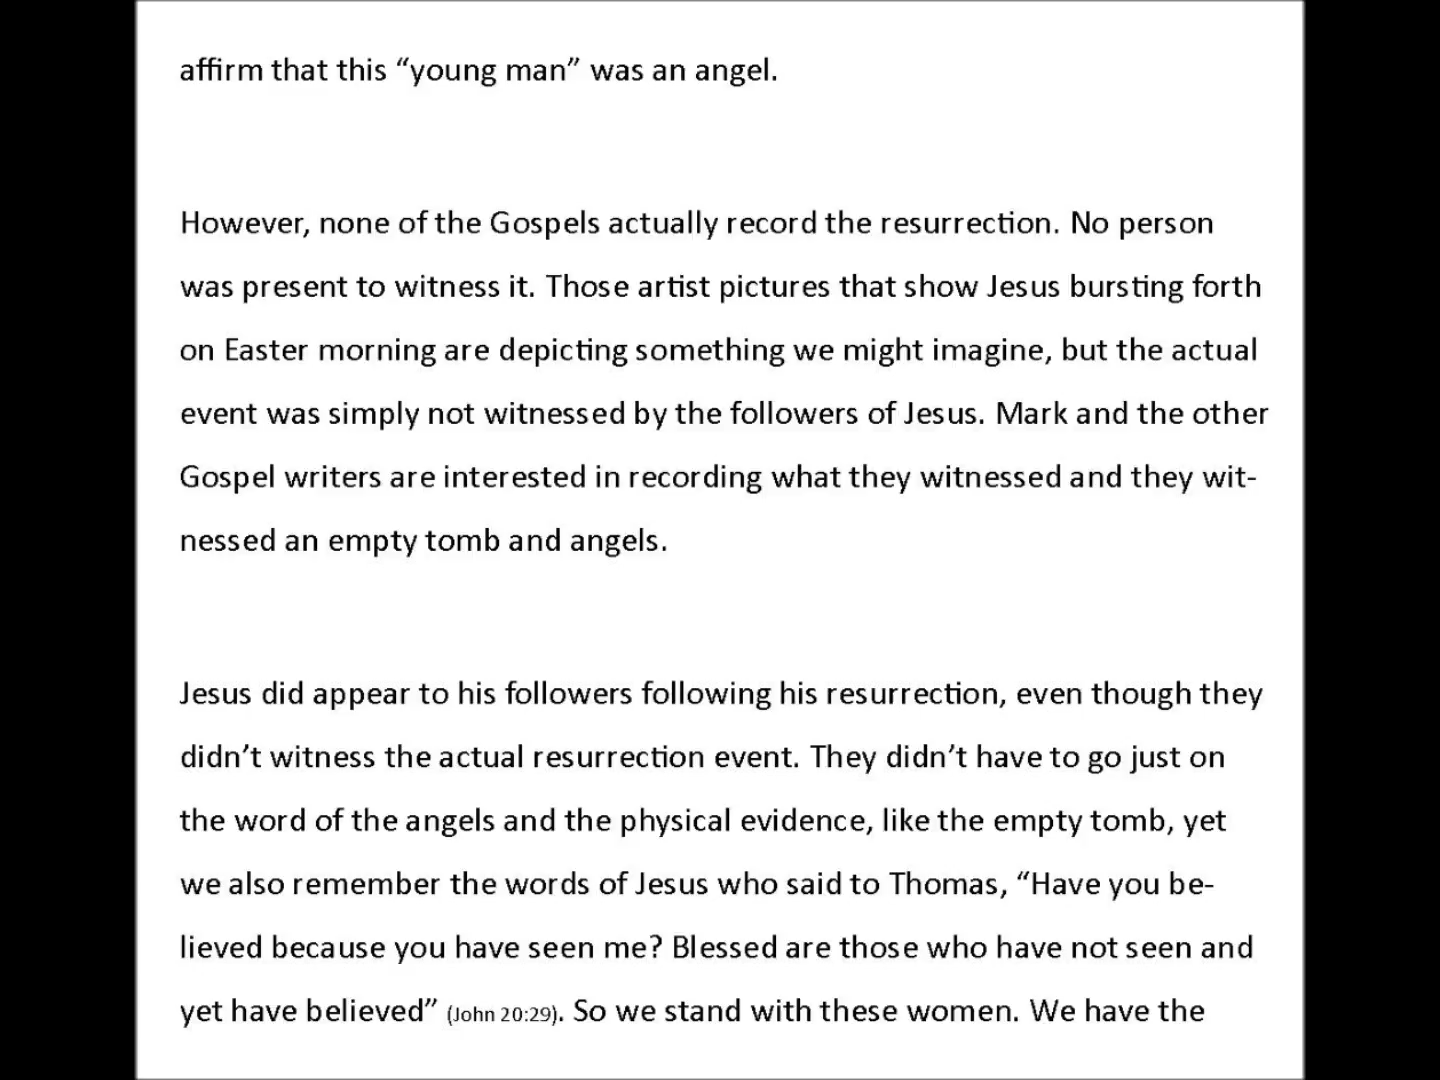 affirm that this “young man” was an angel.
However, none of the Gospels actually record the resurrection. No person
was present to witness it. Those artist pictures that show Jesus bursting forth
on Easter morning are depicting something we might imagine, but the actual
event was simply not witnessed by the followers of Jesus. Mark and the other
Gospel writers are interested in recording what they witnessed and they wit-
nessed an empty tomb and angels.
Jesus did appear to his followers following his resurrection, even though they
didn’t witness the actual resurrection event. They didn’t have to go just on
the word of the angels and the physical evidence, like the empty tomb, yet
we also remember the words of Jesus who said to Thomas, “Have you be-
lieved because you have seen me? Blessed are those who have not seen and
yet have believed” (John 20:29). So we stand with these women. We have the